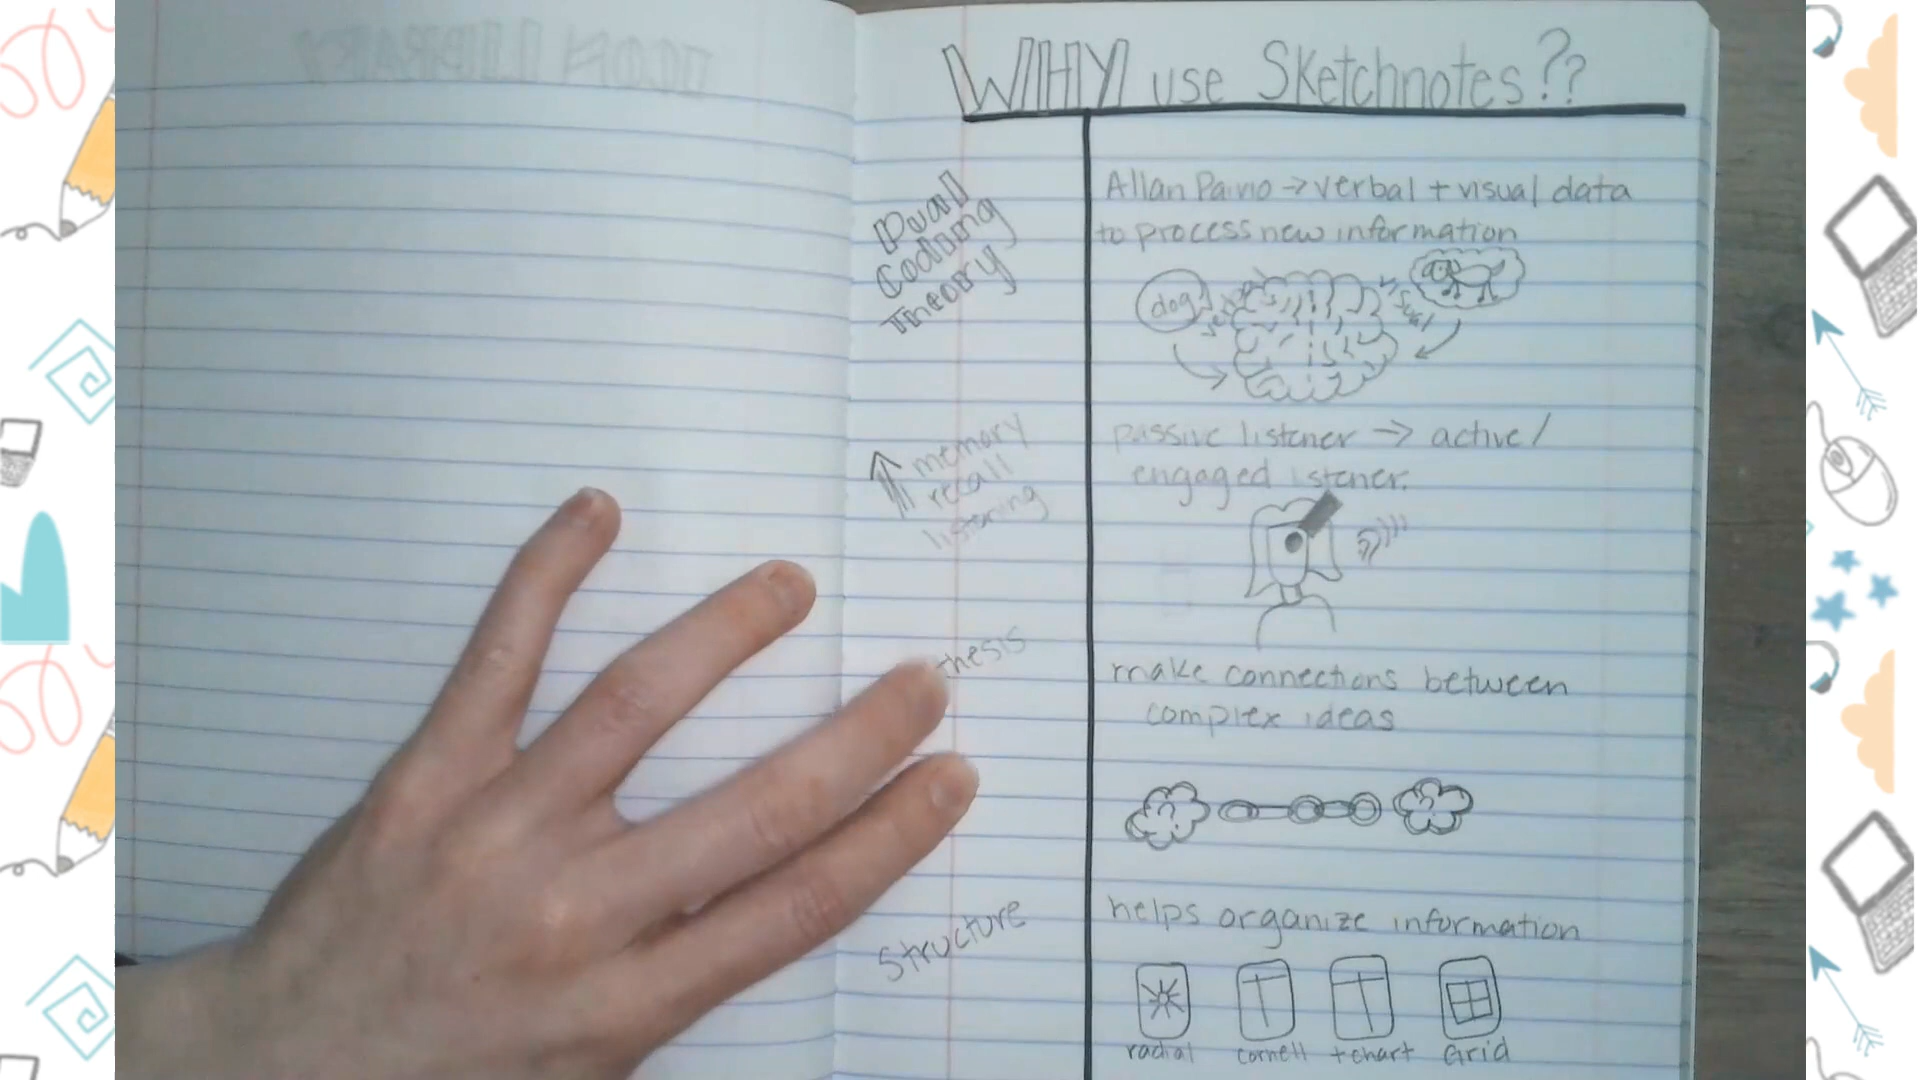 WHY use Sketchnotes??
Dual
Coding
Theory
Allan Paivio → verbal + visual data
to process new information
dog
visual
↑ memory
recall
listening
passive listener → active/
engaged listener.
thesis
make connections between
complex ideas
? ?
Structure
helps organize information
radial cornell t chart Grid